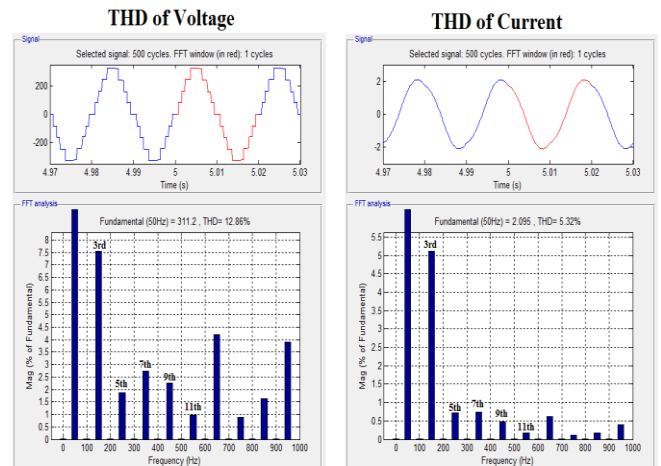 THD of Voltage
Signal
Selected signal: 500 cycles. FFT window (in red): 1 cycles
200
0
-200
4.97 4.98 4.99 5 5.01 5.02 5.03
Time (s)
FFT analysis
Fundamental (50Hz) = 311.2 , THD= 12.86%
8
7.5
7
6.5
6
5.5
5
4.5
4
3.5
3
2.5
2
1.5
1
0.5
0
Mag (% of Fundamental)
3rd
5th
7th
9th
11th
0 100 200 300 400 500 600 700 800 900 1000
Frequency (Hz)
THD of Current
Signal
Selected signal: 500 cycles. FFT window (in red): 1 cycles
2
0
-2
4.97 4.98 4.99 5 5.01 5.02 5.03
Time (s)
FFT analysis
Fundamental (50Hz) = 2.095 , THD= 5.32%
5.5
5
4.5
4
3.5
3
2.5
2
1.5
1
0.5
0
Mag (% of Fundamental)
3rd
5th
7th
9th
11th
0 100 200 300 400 500 600 700 800 900 1000
Frequency (Hz)